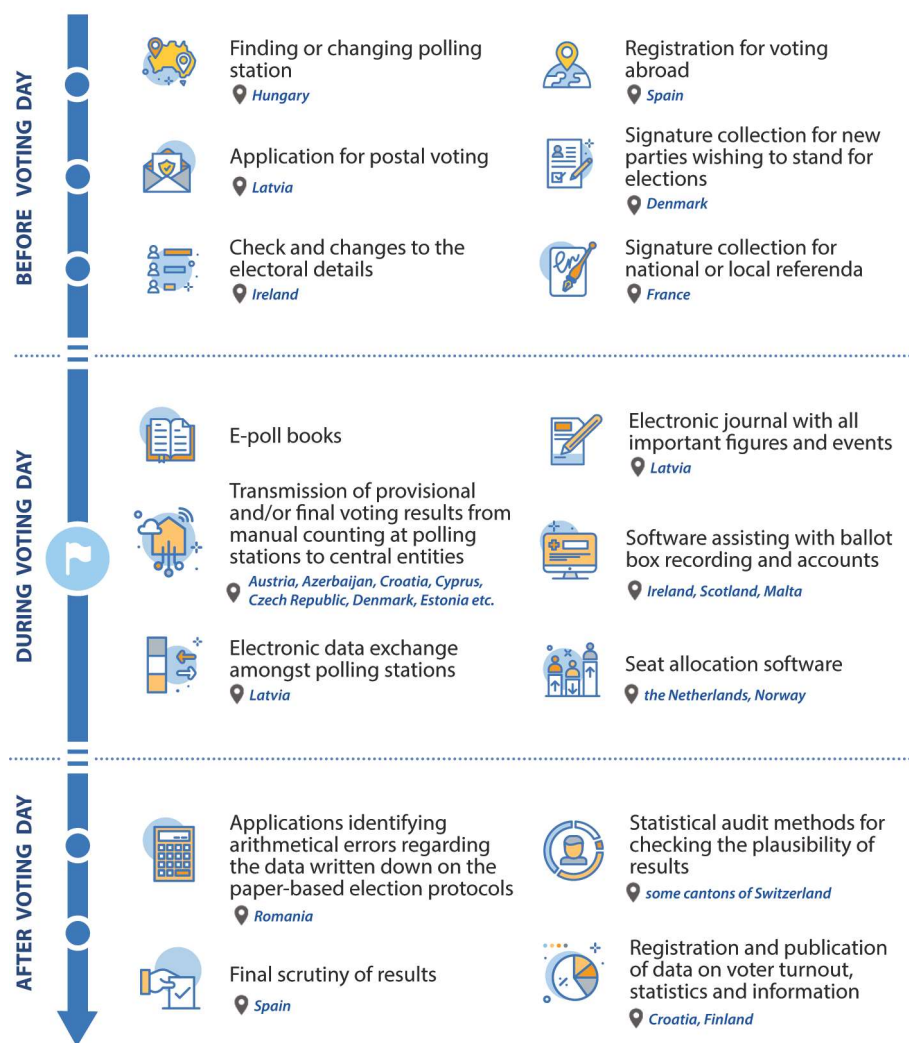 BEFORE VOTING DAY
Finding or changing polling
station
Hungary
Registration for voting
abroad
Spain
Application for postal voting
Latvia
Signature collection for new
parties wishing to stand for
elections
Denmark
Check and changes to the
electoral details
Ireland
Signature collection for
national or local referenda
France
DURING VOTING DAY
E-poll books
Electronic journal with all
important figures and events
Latvia
Transmission of provisional
and/or final voting results from
manual counting at polling
stations to central entities
Austria, Azerbaijan, Croatia, Cyprus,
Czech Republic, Denmark, Estonia etc.
Software assisting with ballot
box recording and accounts
Ireland, Scotland, Malta
Electronic data exchange
amongst polling stations
Latvia
Seat allocation software
the Netherlands, Norway
AFTER VOTING DAY
Applications identifying
arithmetical errors regarding
the data written down on the
paper-based election protocols
Romania
Statistical audit methods for
checking the plausibility of
results
some cantons of Switzerland
Final scrutiny of results
Spain
Registration and publication
of data on voter turnout,
statistics and information
Croatia, Finland